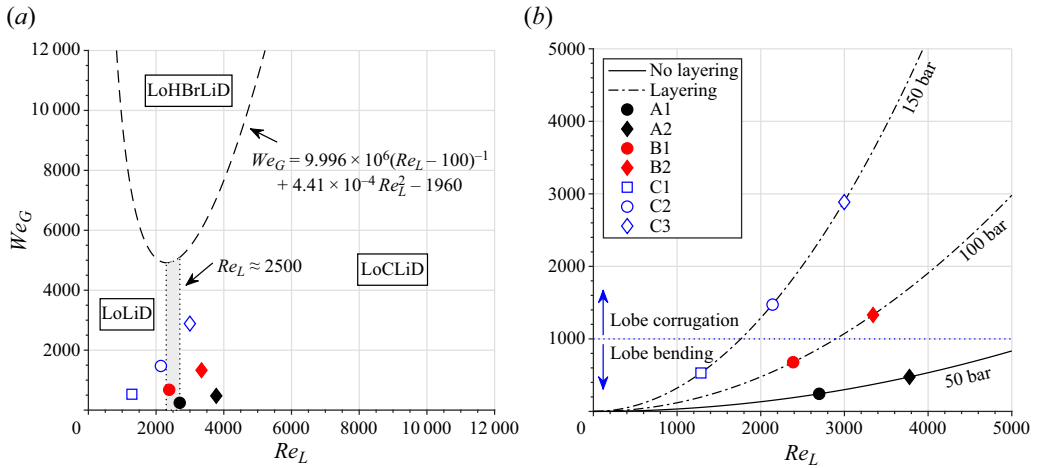 (a)
12 000
10 000
8000
6000
4000
2000
0
2000
4000
6000
8000
10 000
12 000
We_G
Re_L
LoHBrLiD
We_G = 9.996 × 10^6(Re_L – 100)^–1
+ 4.41 × 10^–4 Re_L^2 – 1960
Re_L ≈ 2500
LoCLiD
LoLiD
(b)
5000
4000
3000
2000
1000
0
1000
2000
3000
4000
5000
Re_L
No layering
Layering
A1
A2
B1
B2
C1
C2
C3
150 bar
100 bar
50 bar
Lobe corrugation
Lobe bending